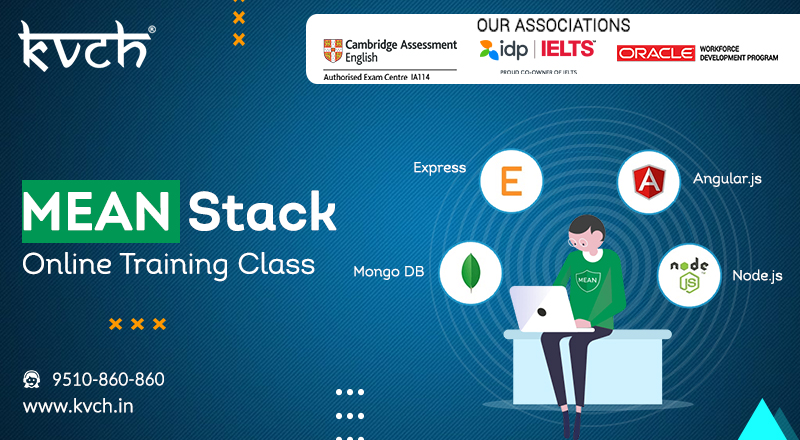 kvch®
OUR ASSOCIATIONS
Cambridge Assessment
English
Authorised Exam Centre IA114
idp IELTS™
PROUD CO-OWNER OF IELTS
ORACLE
WORKFORCE
DEVELOPMENT PROGRAM
MEAN Stack
Online Training Class
Express
E
A
Angular.js
Mongo DB
MEAN
node
JS
Node.js
9510-860-860
www.kvch.in